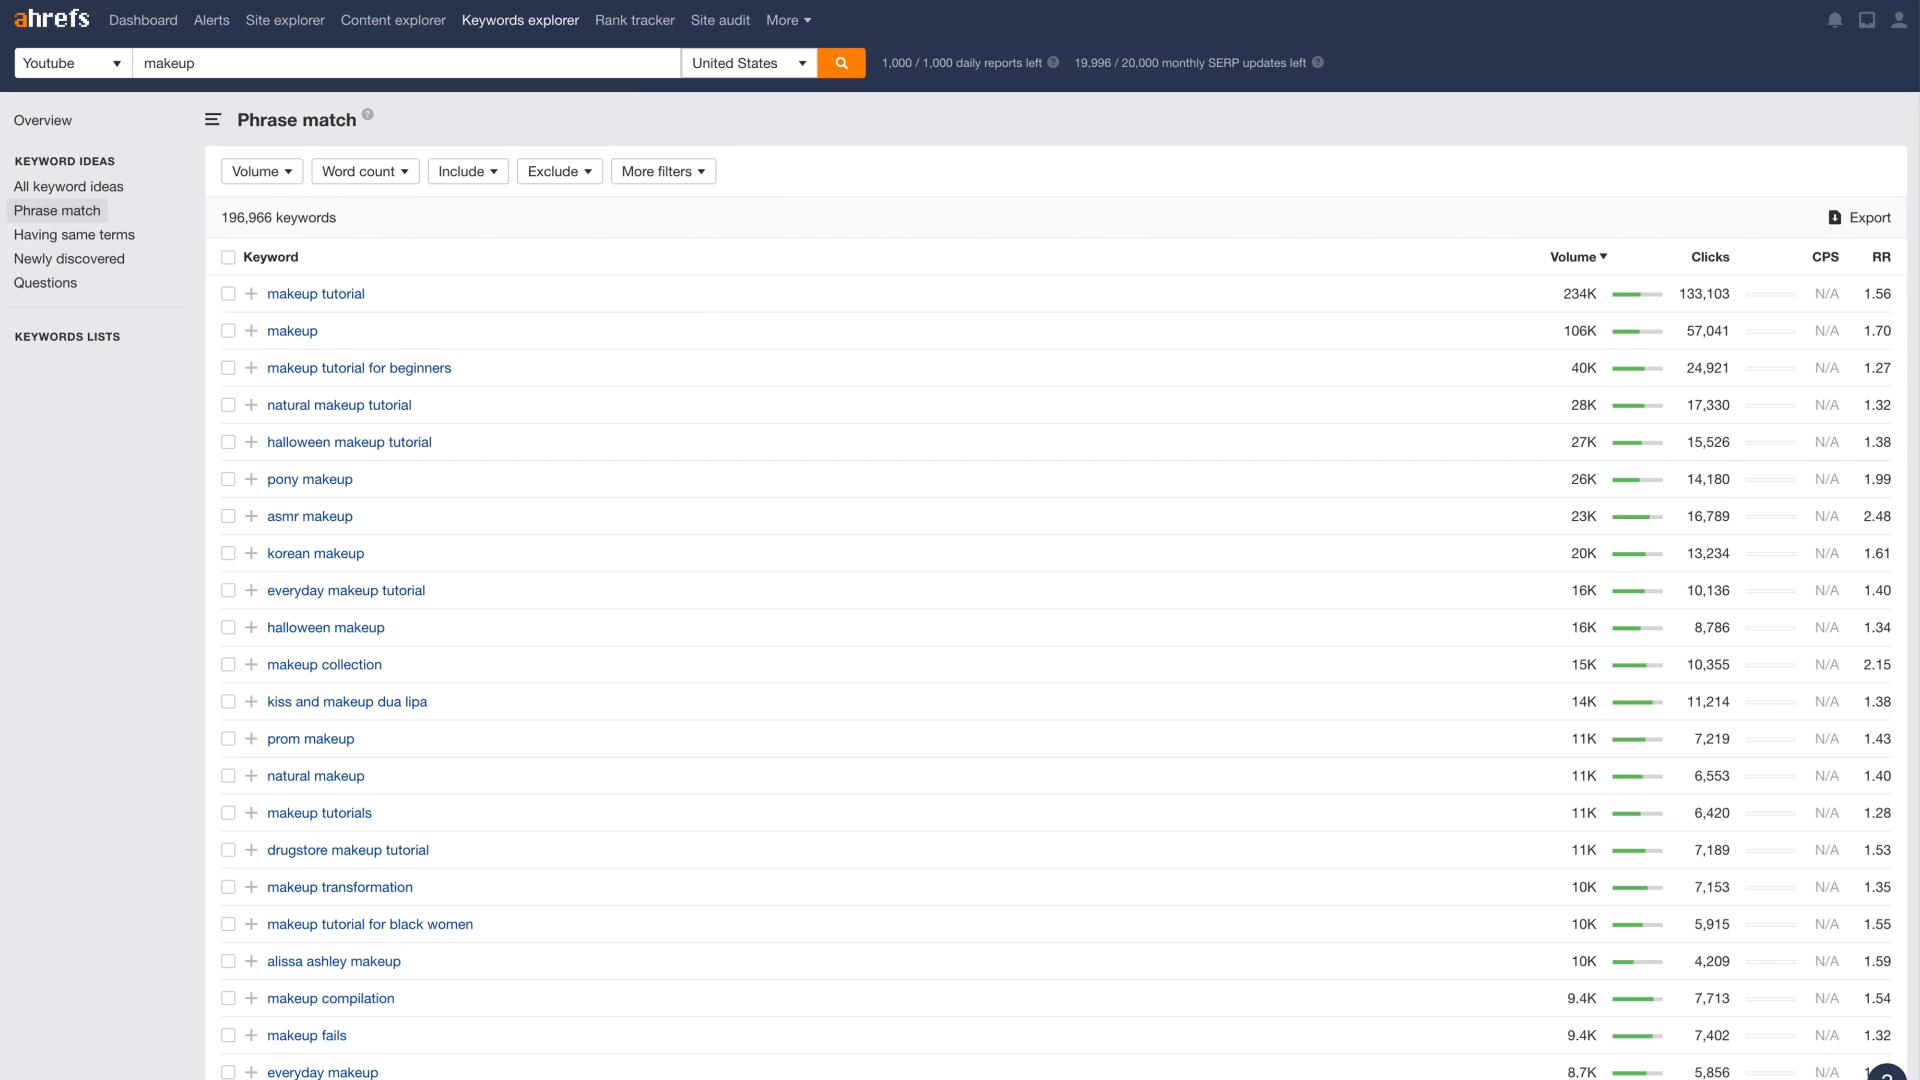 ahrefs Dashboard Alerts Site explorer Content explorer Keywords explorer Rank tracker Site audit More
Youtube makeup United States 1,000 / 1,000 daily reports left ? 19,996 / 20,000 monthly SERP updates left ?
Overview
KEYWORD IDEAS
All keyword ideas
Phrase match
Having same terms
Newly discovered
Questions
KEYWORDS LISTS
Phrase match ?
Volume Word count Include Exclude More filters
196,966 keywords Export
Keyword Volume Clicks CPS RR
makeup tutorial 234K 133,103 N/A 1.56
makeup 106K 57,041 N/A 1.70
makeup tutorial for beginners 40K 24,921 N/A 1.27
natural makeup tutorial 28K 17,330 N/A 1.32
halloween makeup tutorial 27K 15,526 N/A 1.38
pony makeup 26K 14,180 N/A 1.99
asmr makeup 23K 16,789 N/A 2.48
korean makeup 20K 13,234 N/A 1.61
everyday makeup tutorial 16K 10,136 N/A 1.40
halloween makeup 16K 8,786 N/A 1.34
makeup collection 15K 10,355 N/A 2.15
kiss and makeup dua lipa 14K 11,214 N/A 1.38
prom makeup 11K 7,219 N/A 1.43
natural makeup 11K 6,553 N/A 1.40
makeup tutorials 11K 6,420 N/A 1.28
drugstore makeup tutorial 11K 7,189 N/A 1.53
makeup transformation 10K 7,153 N/A 1.35
makeup tutorial for black women 10K 5,915 N/A 1.55
alissa ashley makeup 10K 4,209 N/A 1.59
makeup compilation 9.4K 7,713 N/A 1.54
makeup fails 9.4K 7,402 N/A 1.32
everyday makeup 8.7K 5,856 N/A